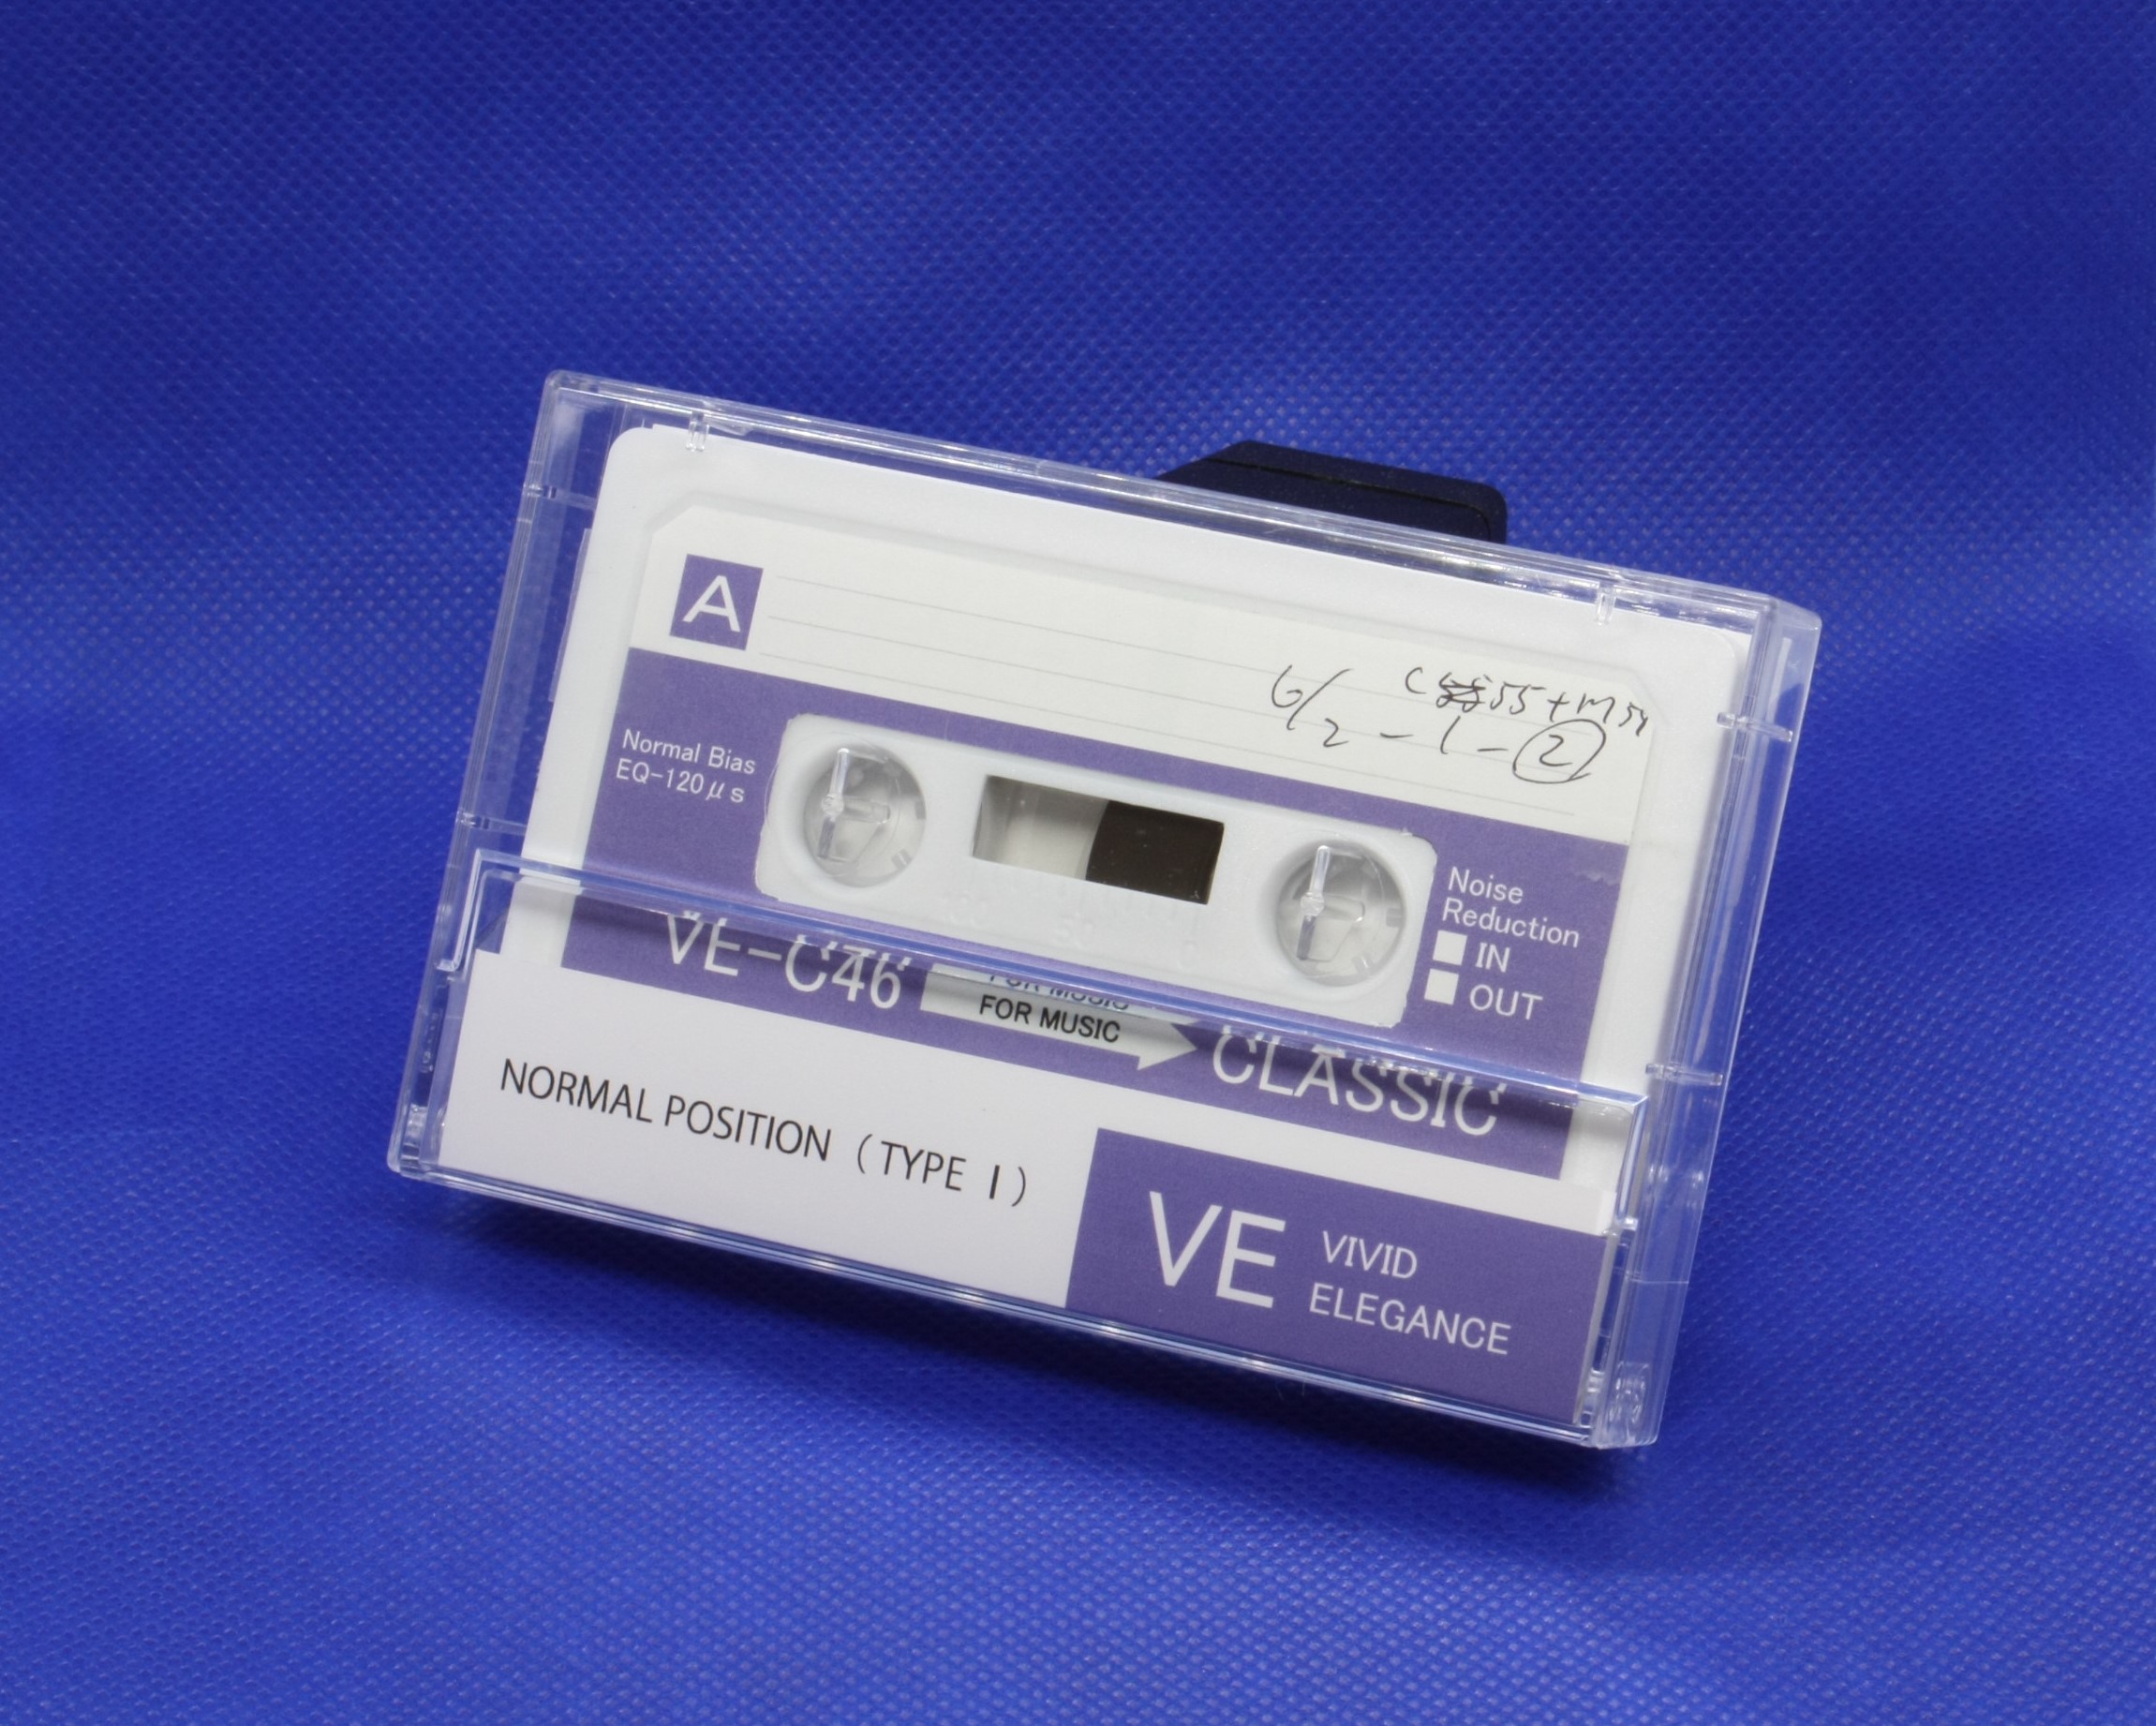 A
6/2-1-②
Normal Bias
EQ-120μs
Noise
Reduction
IN
OUT
VE-C46
FOR MUSIC
CLASSIC
NORMAL POSITION (TYPE I)
VE
VIVID
ELEGANCE